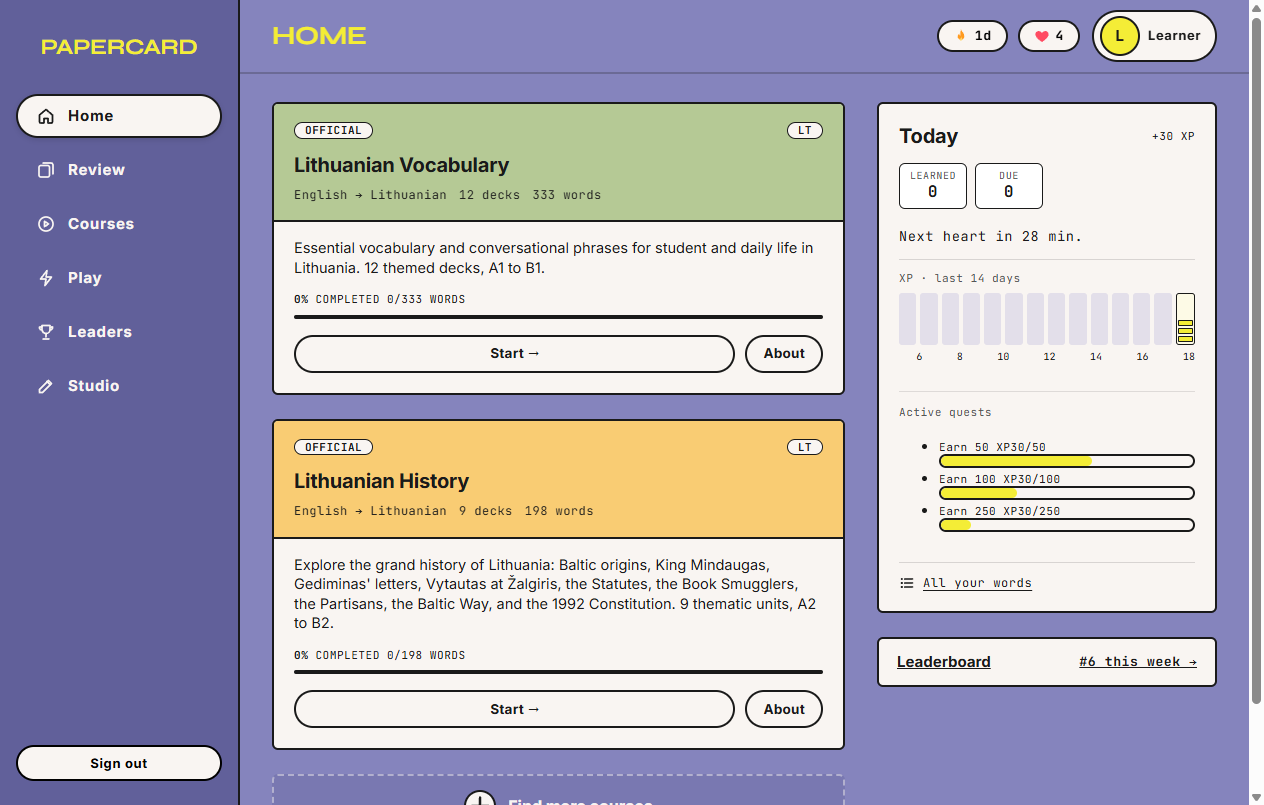 PAPERCARD
Home
Review
Courses
Play
Leaders
Studio
Sign out
HOME
1d
4
L
Learner
OFFICIAL
LT
Lithuanian Vocabulary
English → Lithuanian 12 decks 333 words
Essential vocabulary and conversational phrases for student and daily life in
Lithuania. 12 themed decks, A1 to B1.
0% COMPLETED 0/333 WORDS
Start →
About
OFFICIAL
LT
Lithuanian History
English → Lithuanian 9 decks 198 words
Explore the grand history of Lithuania: Baltic origins, King Mindaugas,
Gediminas' letters, Vytautas at Žalgiris, the Statutes, the Book Smugglers,
the Partisans, the Baltic Way, and the 1992 Constitution. 9 thematic units, A2
to B2.
0% COMPLETED 0/198 WORDS
Start →
About
Find more courses
Today
+30 XP
LEARNED
0
DUE
0
Next heart in 28 min.
XP · last 14 days
6 8 10 12 14 16 18
Active quests
Earn 50 XP30/50
Earn 100 XP30/100
Earn 250 XP30/250
All your words
Leaderboard
#6 this week →